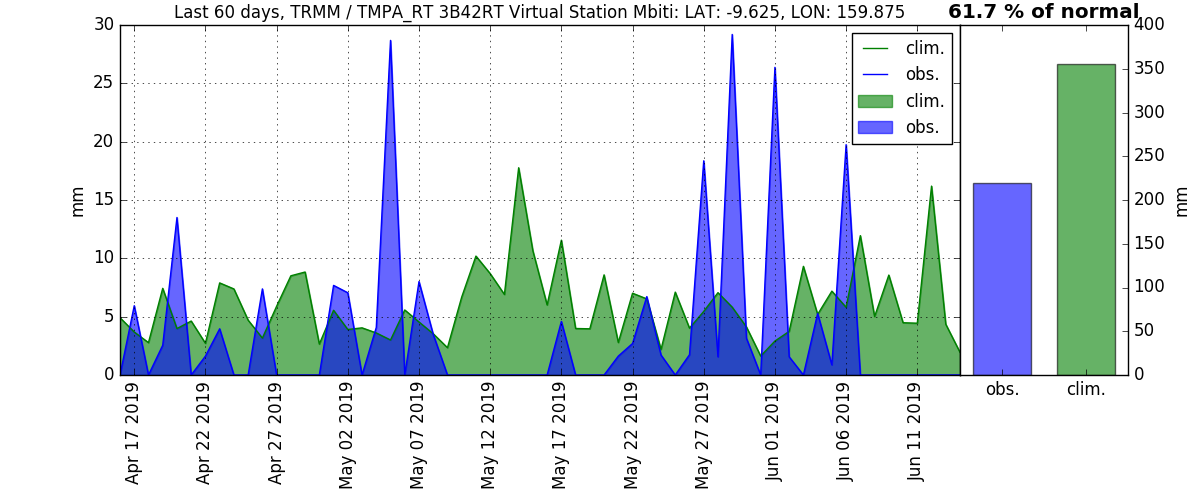 Last 60 days, TRMM / TMPA_RT 3B42RT Virtual Station Mbiti: LAT: -9.625, LON: 159.875
61.7 % of normal
30
25
20
15
10
5
0
mm
clim.
obs.
clim.
obs.
400
350
300
250
200
150
100
50
0
mm
Apr 17 2019
Apr 22 2019
Apr 27 2019
May 02 2019
May 07 2019
May 12 2019
May 17 2019
May 22 2019
May 27 2019
Jun 01 2019
Jun 06 2019
Jun 11 2019
obs.
clim.